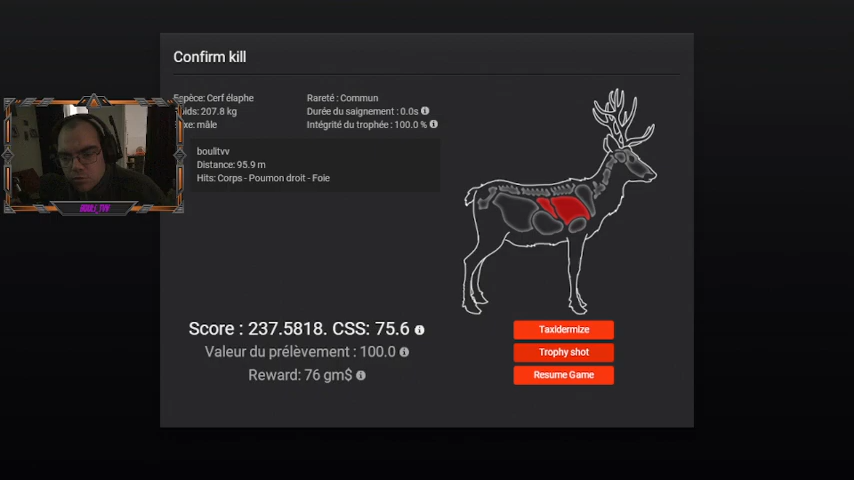 Confirm kill
Espèce: Cerf élaphe
Rareté : Commun
Poids: 207.8 kg
Durée du saignement : 0.0s
Sexe: mâle
Intégrité du trophée : 100.0 %
boulitvv
Distance: 95.9 m
Hits: Corps - Poumon droit - Foie
Score : 237.5818. CSS: 75.6
Valeur du prélèvement : 100.0
Reward: 76 gm$
Taxidermize
Trophy shot
Resume Game